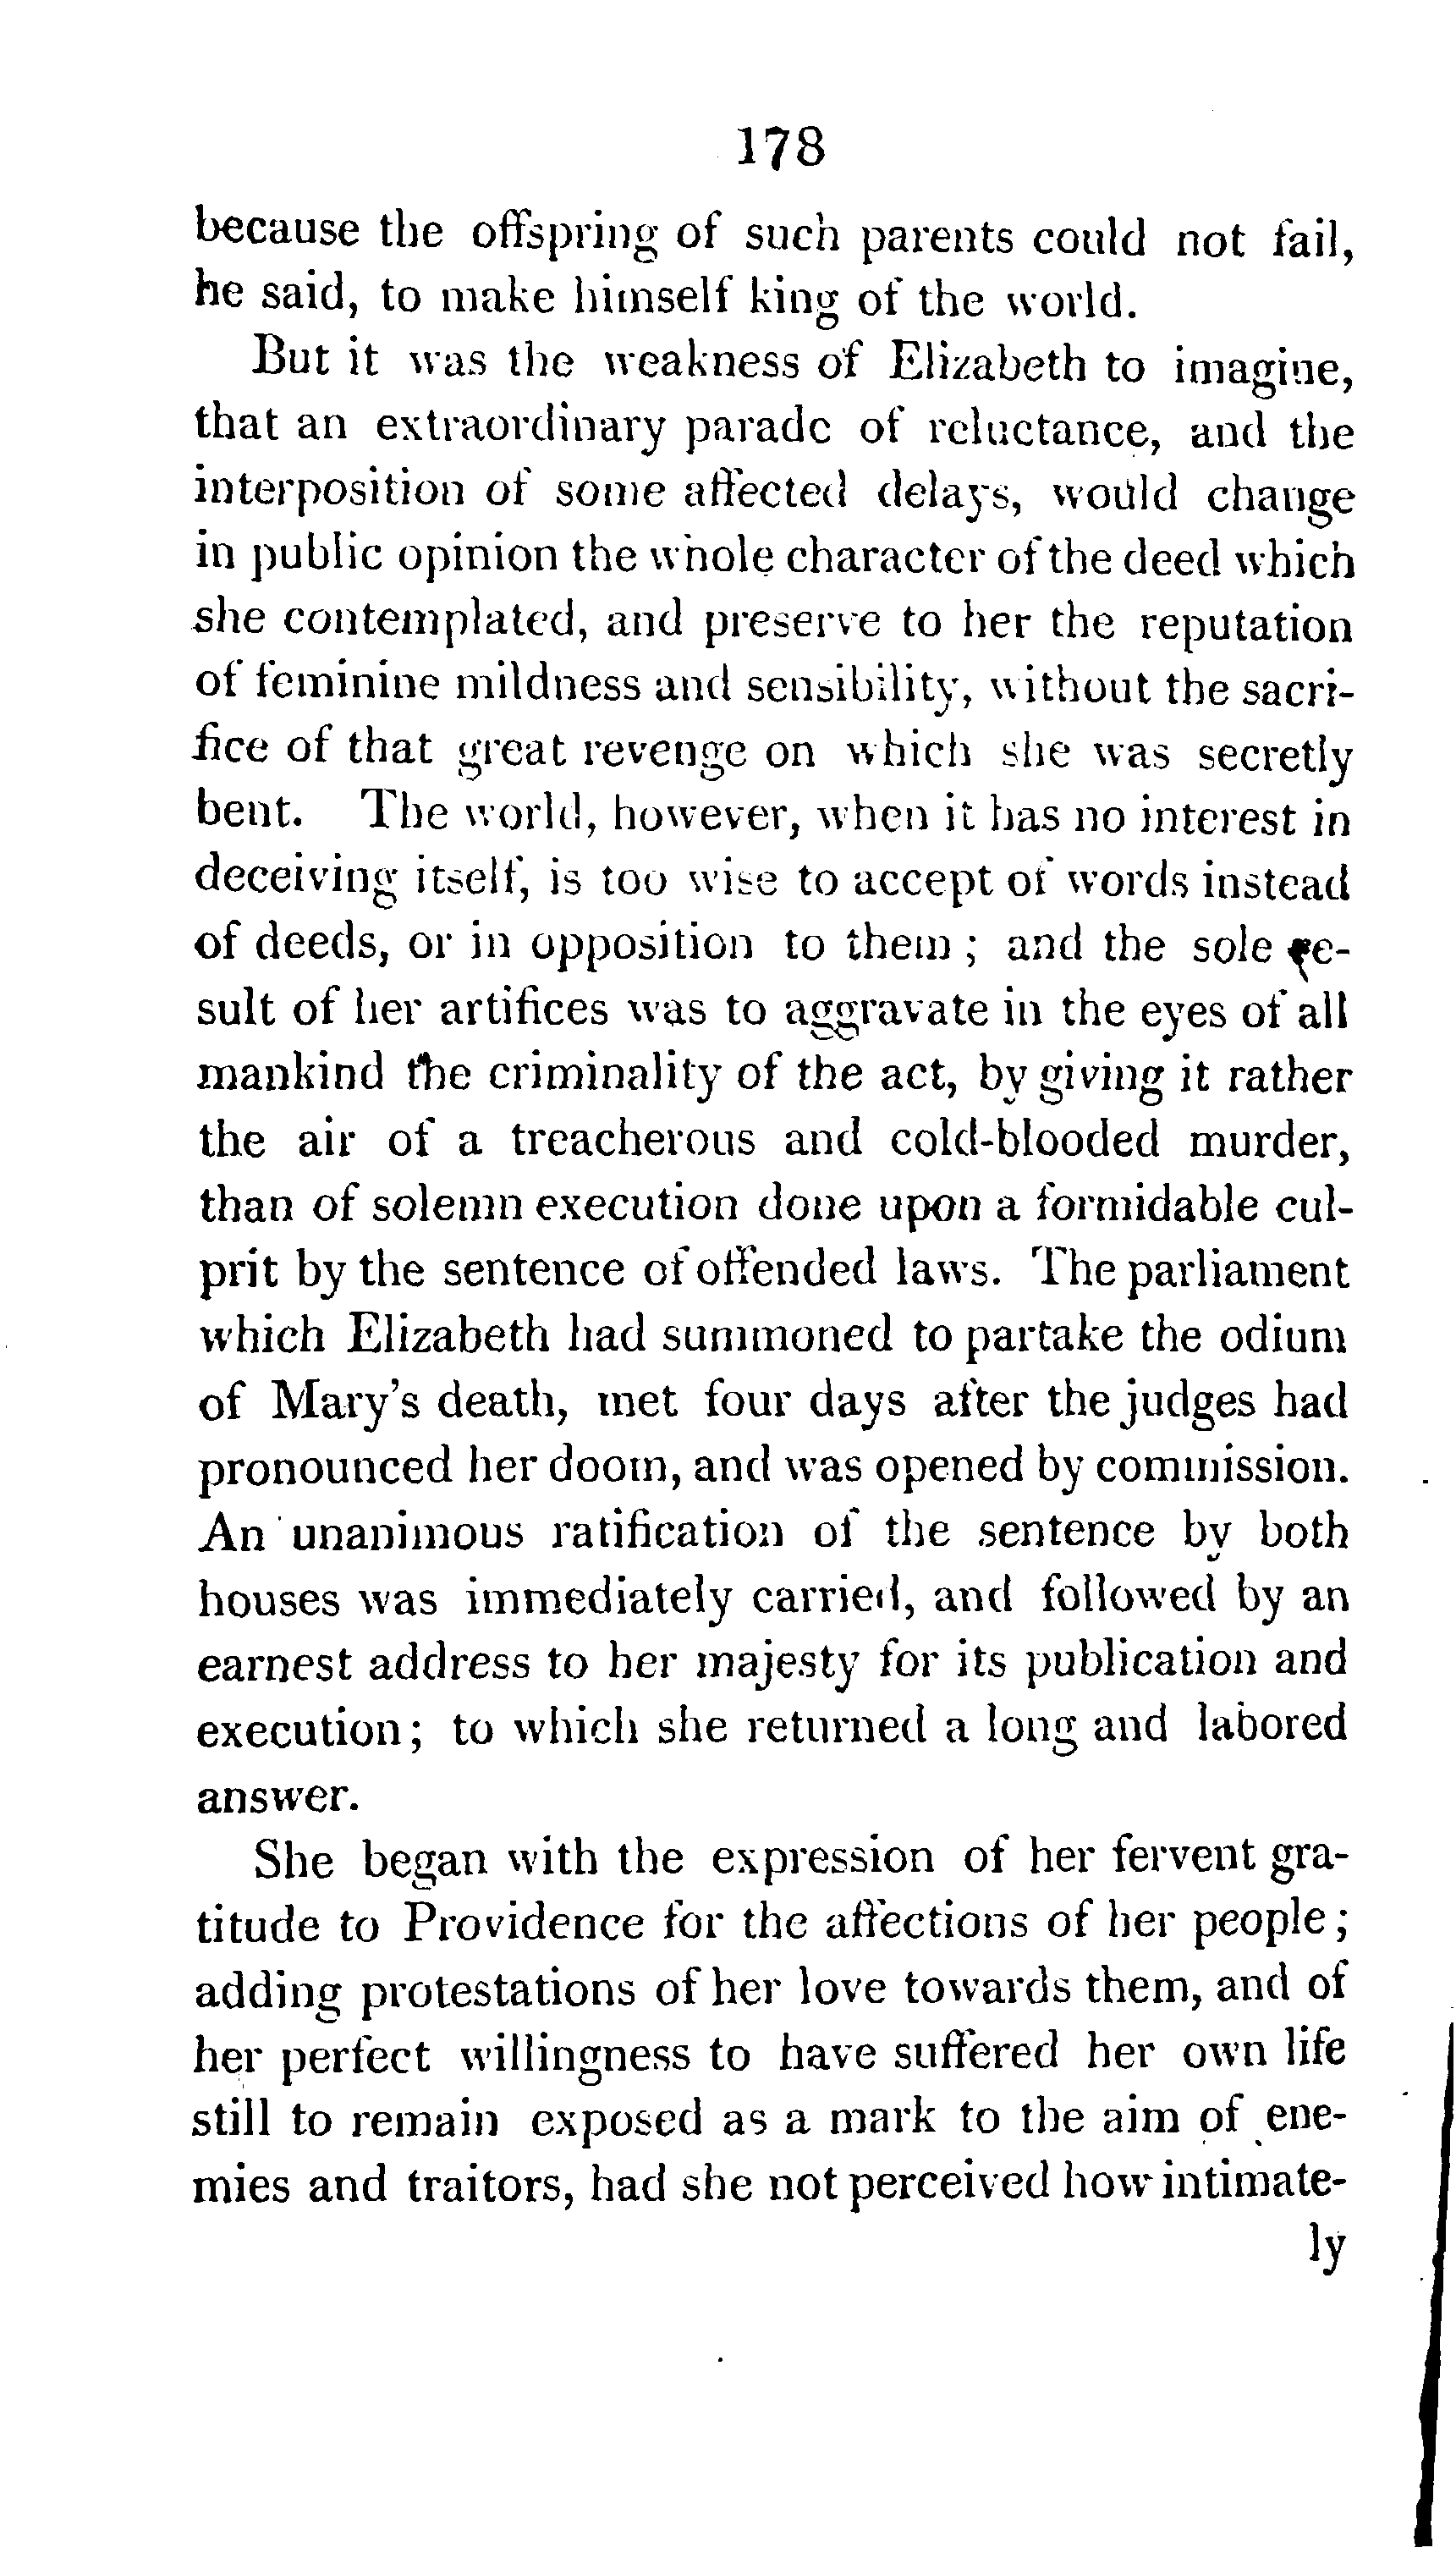 178
because the offspring of such parents could not fail,
he said, to make himself king of the world.
But it was the weakness of Elizabeth to imagine,
that an extraordinary parade of reluctance, and the
interposition of some affected delays, would change
in public opinion the whole character of the deed which
she contemplated, and preserve to her the reputation
of feminine mildness and sensibility, without the sacri-
fice of that great revenge on which she was secretly
bent. The world, however, when it has no interest in
deceiving itself, is too wise to accept of words instead
of deeds, or in opposition to them ; and the sole re-
sult of her artifices was to aggravate in the eyes of all
mankind the criminality of the act, by giving it rather
the air of a treacherous and cold-blooded murder,
than of solemn execution done upon a formidable cul-
prit by the sentence of offended laws. The parliament
which Elizabeth had summoned to partake the odium
of Mary's death, met four days after the judges had
pronounced her doom, and was opened by commission.
An unanimous ratification of the sentence by both
houses was immediately carried, and followed by an
earnest address to her majesty for its publication and
execution; to which she returned a long and labored
answer.
She began with the expression of her fervent gra-
titude to Providence for the affections of her people ;
adding protestations of her love towards them, and of
her perfect willingness to have suffered her own life
still to remain exposed as a mark to the aim of ene-
mies and traitors, had she not perceived how intimate-
ly